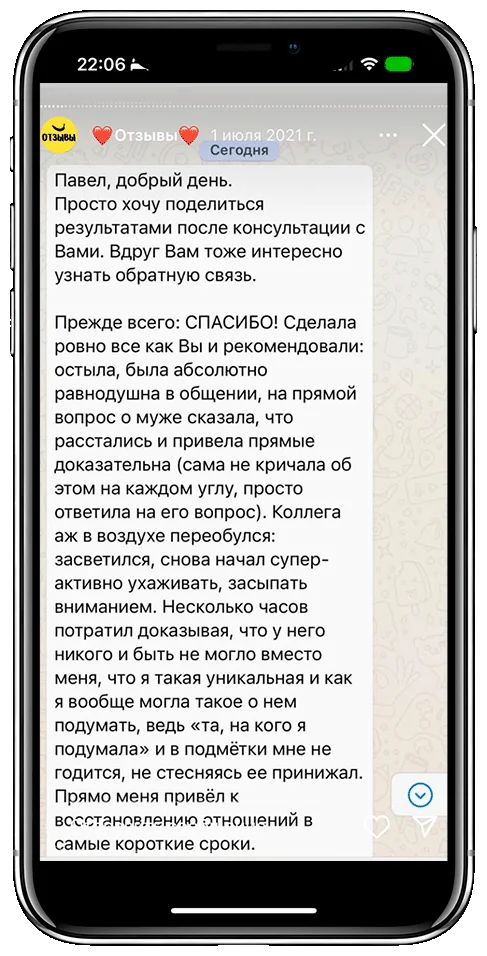 22:06
ОТЗЫВЫ
❤️Отзывы❤️ 1 июля 2021 г.
Сегодня
Павел, добрый день.
Просто хочу поделиться
результатами после консультации с
Вами. Вдруг Вам тоже интересно
узнать обратную связь.
Прежде всего: СПАСИБО! Сделала
ровно все как Вы и рекомендовали:
остыла, была абсолютно
равнодушна в общении, на прямой
вопрос о муже сказала, что
расстались и привела прямые
доказательна (сама не кричала об
этом на каждом углу, просто
ответила на его вопрос). Коллега
аж в воздухе переобулся:
засветился, снова начал супер-
активно ухаживать, засыпать
вниманием. Несколько часов
потратил доказывая, что у него
никого и быть не могло вместо
меня, что я такая уникальная и как
я вообще могла такое о нем
подумать, ведь «та, на кого я
подумала» и в подмётки мне не
годится, не стесняясь ее принижал.
Прямо меня привёл к
восстановлению отношений в
самые короткие сроки.